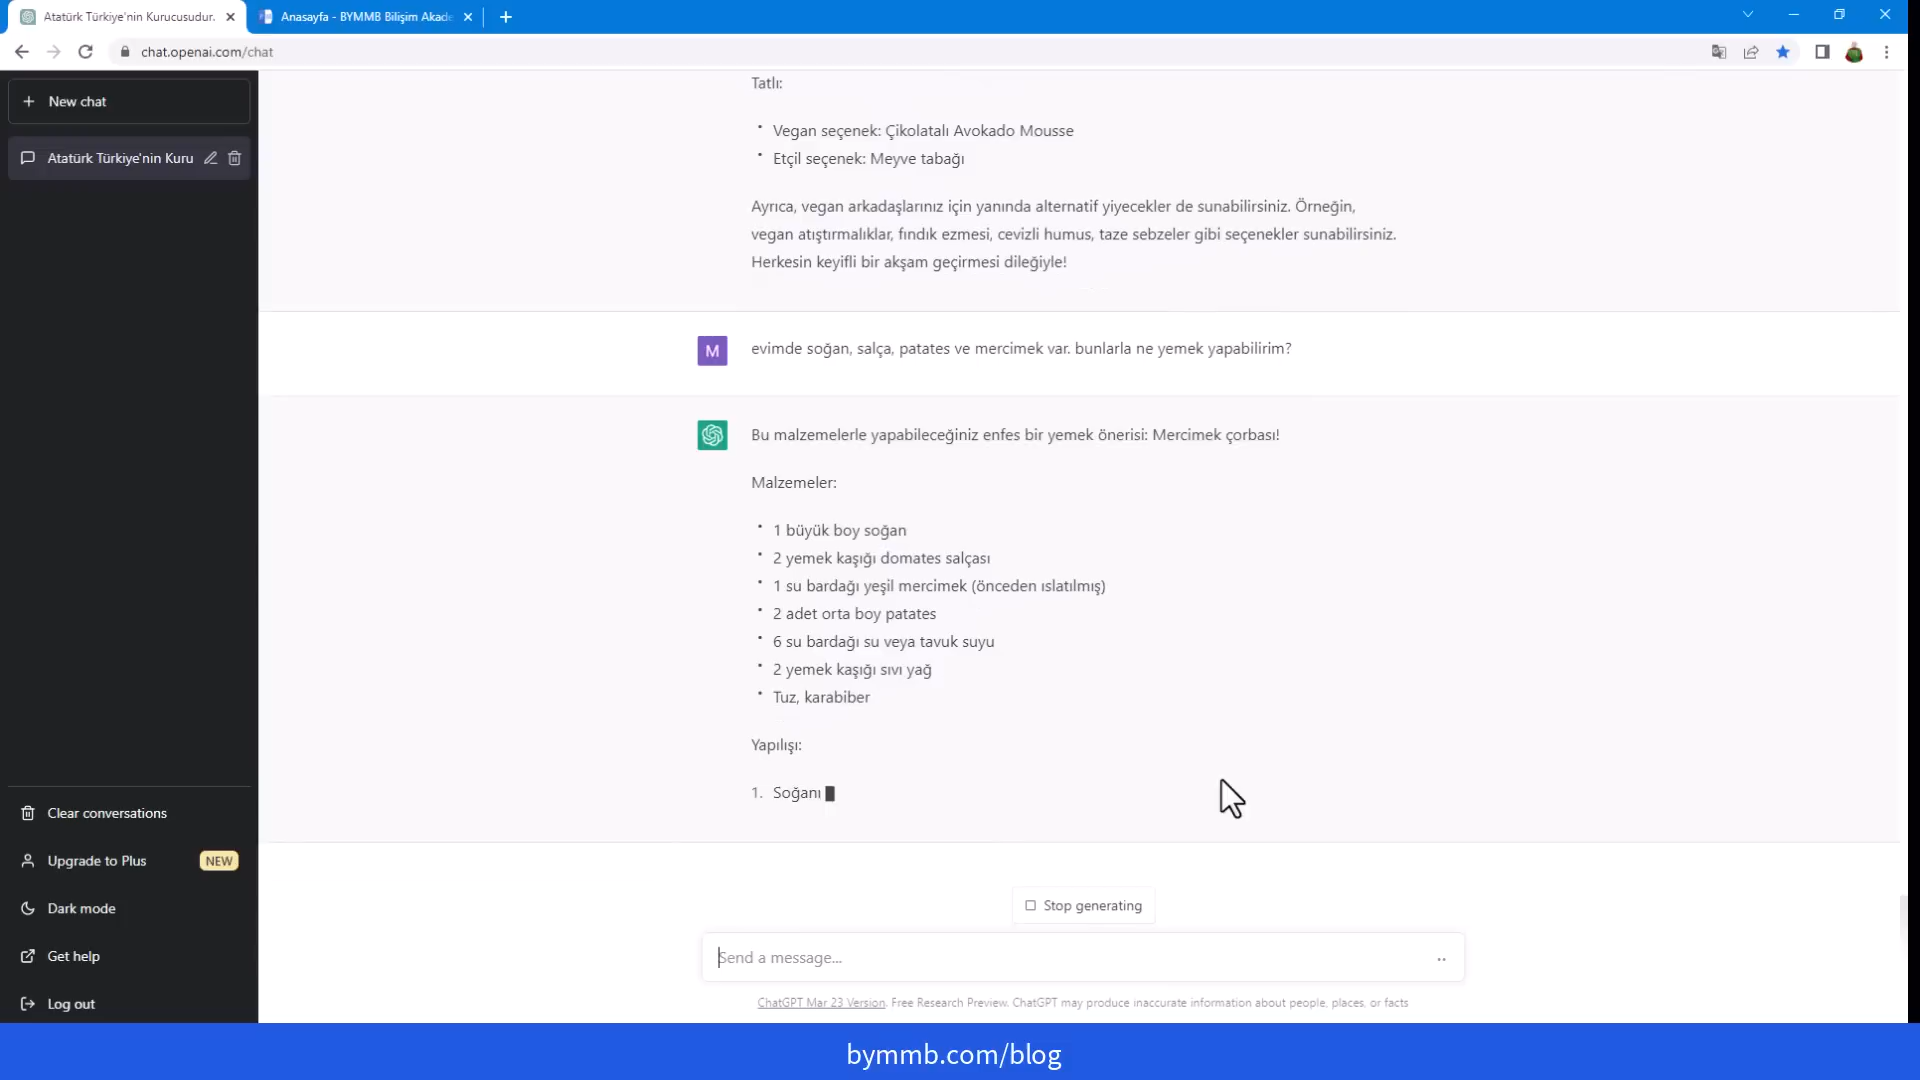 Atatürk Türkiye'nin Kurucusudur.
Anasayfa - BYMMB Bilişim Akade
chat.openai.com/chat
New chat
Atatürk Türkiye'nin Kuru
Tatlı:
Vegan seçenek: Çikolatalı Avokado Mousse
Etçil seçenek: Meyve tabağı
Ayrıca, vegan arkadaşlarınız için yanında alternatif yiyecekler de sunabilirsiniz. Örneğin,
vegan atıştırmalıklar, fındık ezmesi, cevizli humus, taze sebzeler gibi seçenekler sunabilirsiniz.
Herkesin keyifli bir akşam geçirmesi dileğiyle!
M
evimde soğan, salça, patates ve mercimek var. bunlarla ne yemek yapabilirim?
Bu malzemelerle yapabileceğiniz enfes bir yemek önerisi: Mercimek çorbası!
Malzemeler:
1 büyük boy soğan
2 yemek kaşığı domates salçası
1 su bardağı yeşil mercimek (önceden ıslatılmış)
2 adet orta boy patates
6 su bardağı su veya tavuk suyu
2 yemek kaşığı sıvı yağ
Tuz, karabiber
Yapılışı:
1. Soğanı
Clear conversations
Upgrade to Plus NEW
Dark mode
Get help
Log out
Stop generating
Send a message...
ChatGPT Mar 23 Version. Free Research Preview. ChatGPT may produce inaccurate information about people, places, or facts
bymmb.com/blog